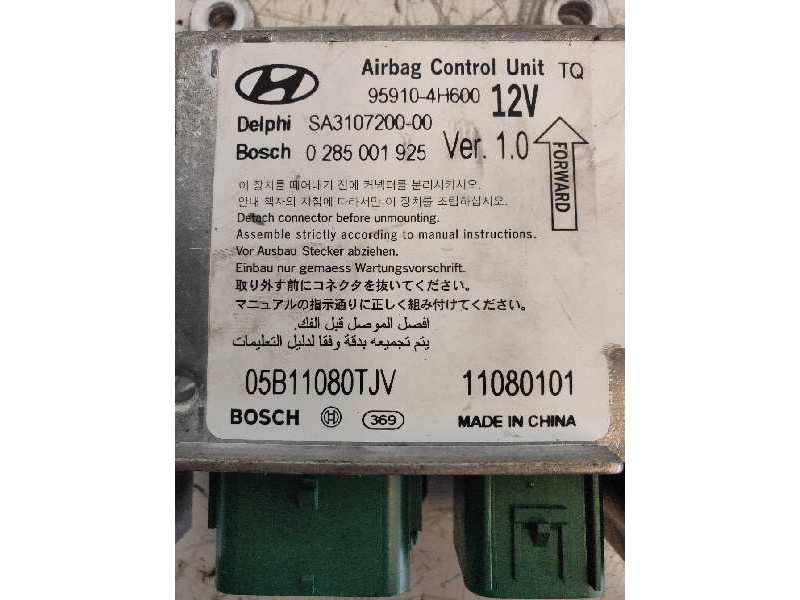 Airbag Control Unit TQ
95910-4H600 12V
Delphi SA3107200-00
Bosch 0 285 001 925 Ver. 1.0
FORWARD
이 장치를 떼어내기 전에 커넥터를 분리시키시오.
안내 책자의 지침에 따라서만 이 장치를 조립하십시오.
Detach connector before unmounting.
Assemble strictly according to manual instructions.
Vor Ausbau Stecker abziehen.
Einbau nur gemaess Wartungsvorschrift.
取り外す前にコネクタを抜いてください。
マニュアルの指示通りに正しく組み付けてください。
افصل الموصل قبل الفك.
يتم تجميعه بدقة وفقا لدليل التعليمات
05B11080TJV 11080101
BOSCH 369 MADE IN CHINA